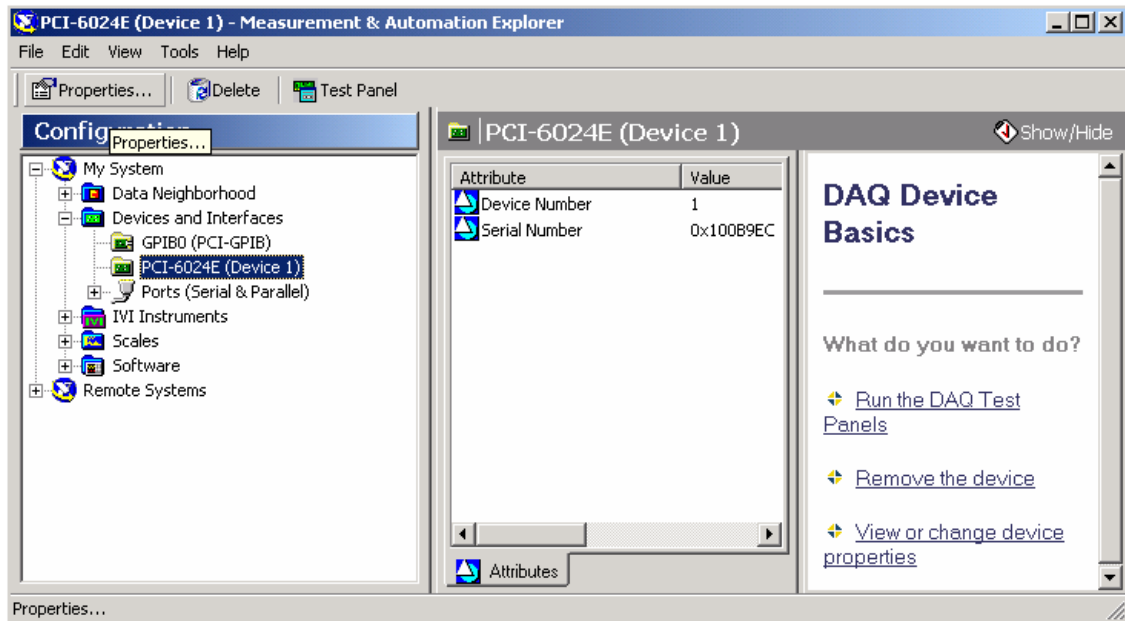 PCI-6024E (Device 1) - Measurement & Automation Explorer
File Edit View Tools Help
Properties... Delete Test Panel
Properties...
My System
Data Neighborhood
Devices and Interfaces
GPIB0 (PCI-GPIB)
PCI-6024E (Device 1)
Ports (Serial & Parallel)
IVI Instruments
Scales
Software
Remote Systems
PCI-6024E (Device 1)
Show/Hide
Attribute Value
Device Number 1
Serial Number 0x100B9EC
Attributes
DAQ Device
Basics
What do you want to do?
Run the DAQ Test
Panels
Remove the device
View or change device
properties
Properties...